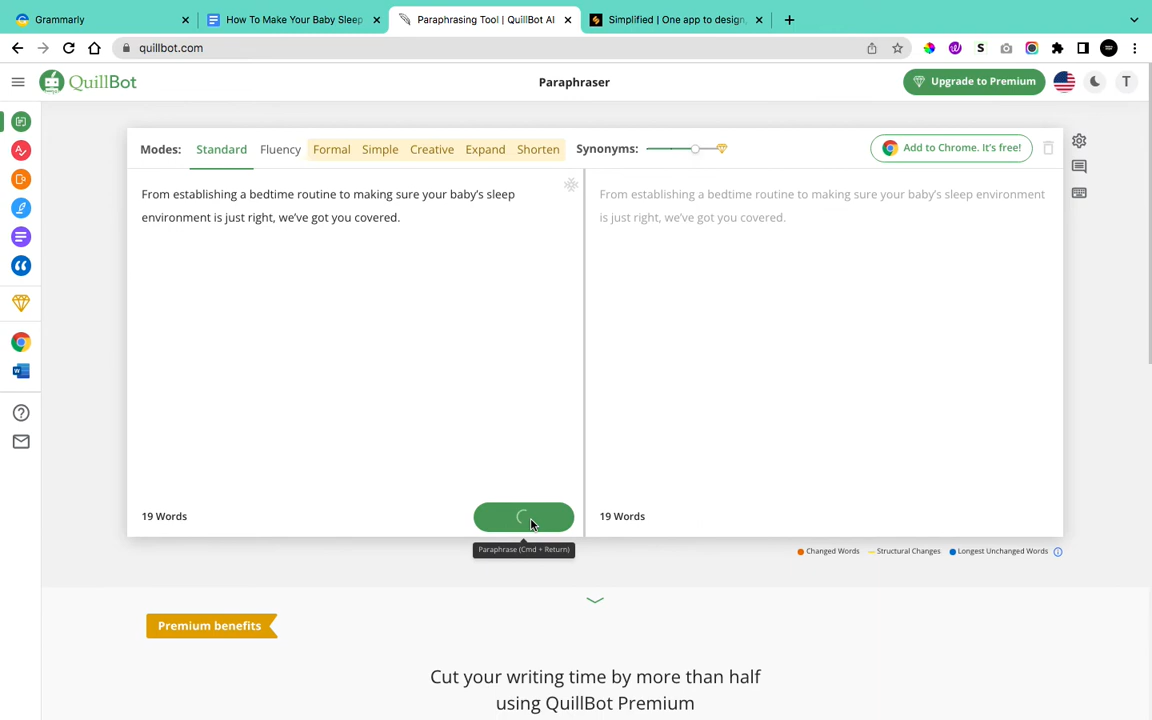 Grammarly
How To Make Your Baby Sleep
Paraphrasing Tool | QuillBot AI
Simplified | One app to design,
quillbot.com
QuillBot
Paraphraser
Upgrade to Premium
T
Modes:
Standard
Fluency
Formal
Simple
Creative
Expand
Shorten
Synonyms:
Add to Chrome. It's free!
From establishing a bedtime routine to making sure your baby’s sleep
environment is just right, we’ve got you covered.
From establishing a bedtime routine to making sure your baby’s sleep environment
is just right, we’ve got you covered.
19 Words
19 Words
Paraphrase (Cmd + Return)
Changed Words
Structural Changes
Longest Unchanged Words
Premium benefits
Cut your writing time by more than half
using QuillBot Premium